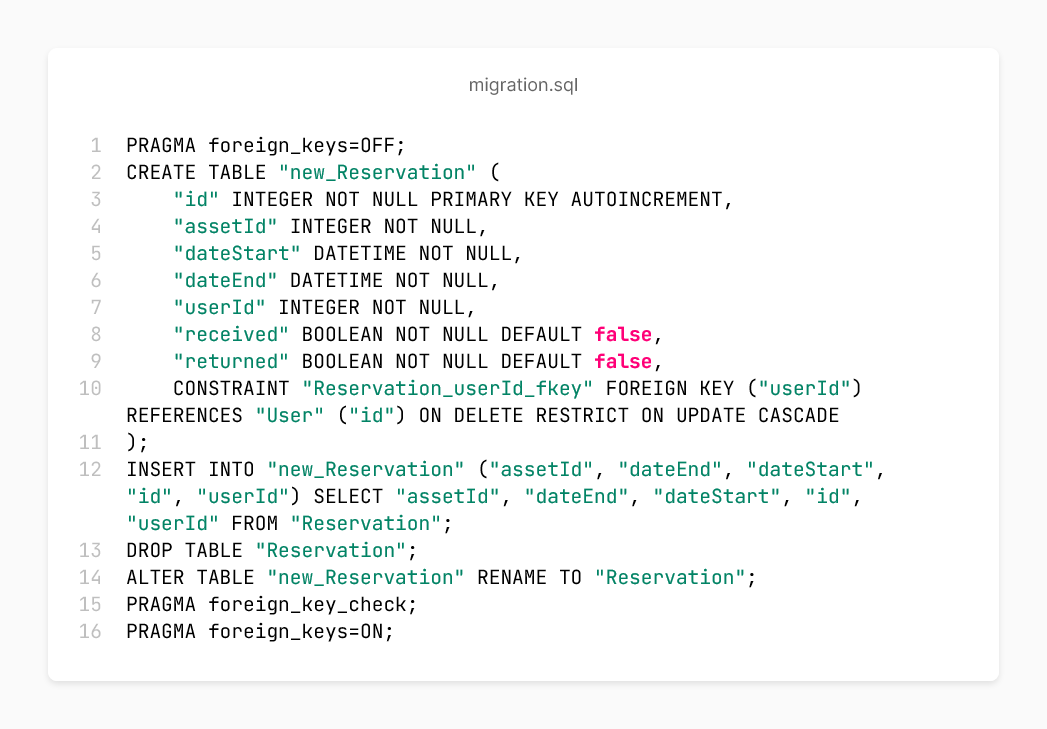 migration.sql
1 PRAGMA foreign_keys=OFF;
2 CREATE TABLE "new_Reservation" (
3     "id" INTEGER NOT NULL PRIMARY KEY AUTOINCREMENT,
4     "assetId" INTEGER NOT NULL,
5     "dateStart" DATETIME NOT NULL,
6     "dateEnd" DATETIME NOT NULL,
7     "userId" INTEGER NOT NULL,
8     "received" BOOLEAN NOT NULL DEFAULT false,
9     "returned" BOOLEAN NOT NULL DEFAULT false,
10     CONSTRAINT "Reservation_userId_fkey" FOREIGN KEY ("userId")
REFERENCES "User" ("id") ON DELETE RESTRICT ON UPDATE CASCADE
11 );
12 INSERT INTO "new_Reservation" ("assetId", "dateEnd", "dateStart",
"id", "userId") SELECT "assetId", "dateEnd", "dateStart", "id",
"userId" FROM "Reservation";
13 DROP TABLE "Reservation";
14 ALTER TABLE "new_Reservation" RENAME TO "Reservation";
15 PRAGMA foreign_key_check;
16 PRAGMA foreign_keys=ON;